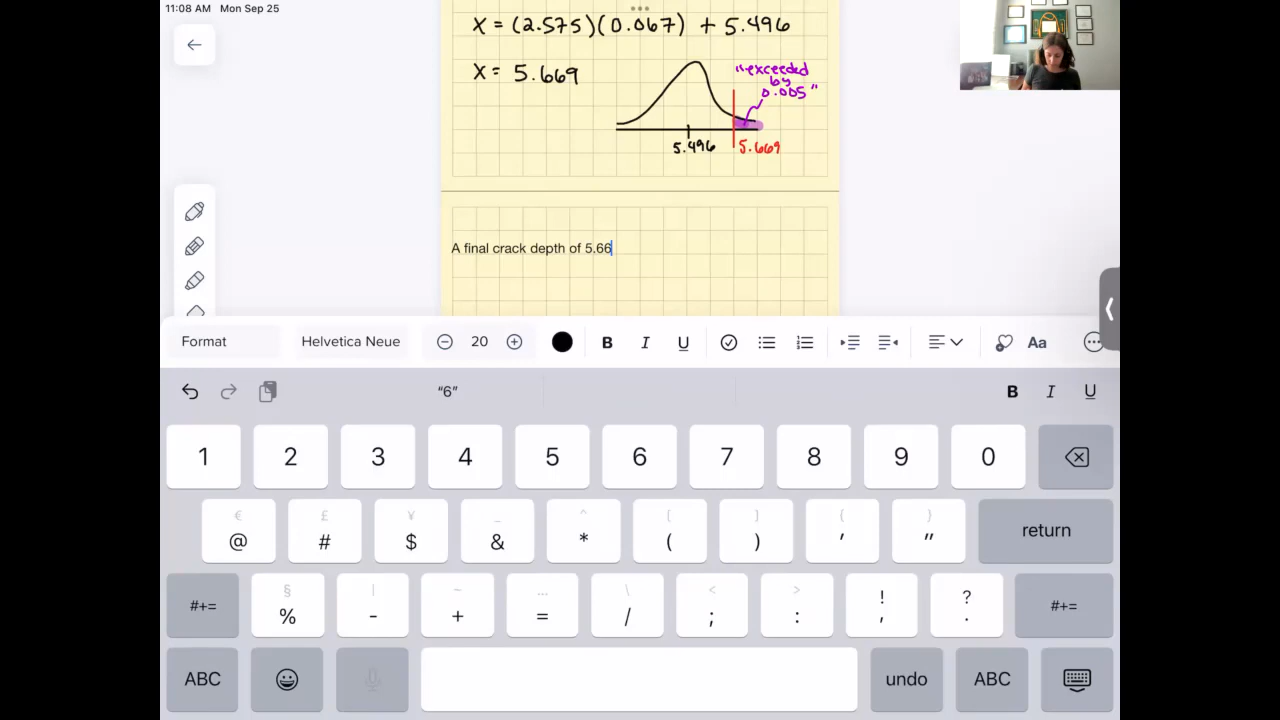 11:08 AM Mon Sep 25
X = (2.575)(0.067) + 5.496
X = 5.669
"exceeded
by
0.005"
5.496 5.669
A final crack depth of 5.66
Format Helvetica Neue 20 B I U Aa
"6" B I U
1 2 3 4 5 6 7 8 9 0
€ £ ¥ _ ^ [ ] { }
@ # $ & * ( ) ' " return
§ | ~ … \ < > ! ?
#+= % - + = / ; : , . #+=
ABC undo ABC